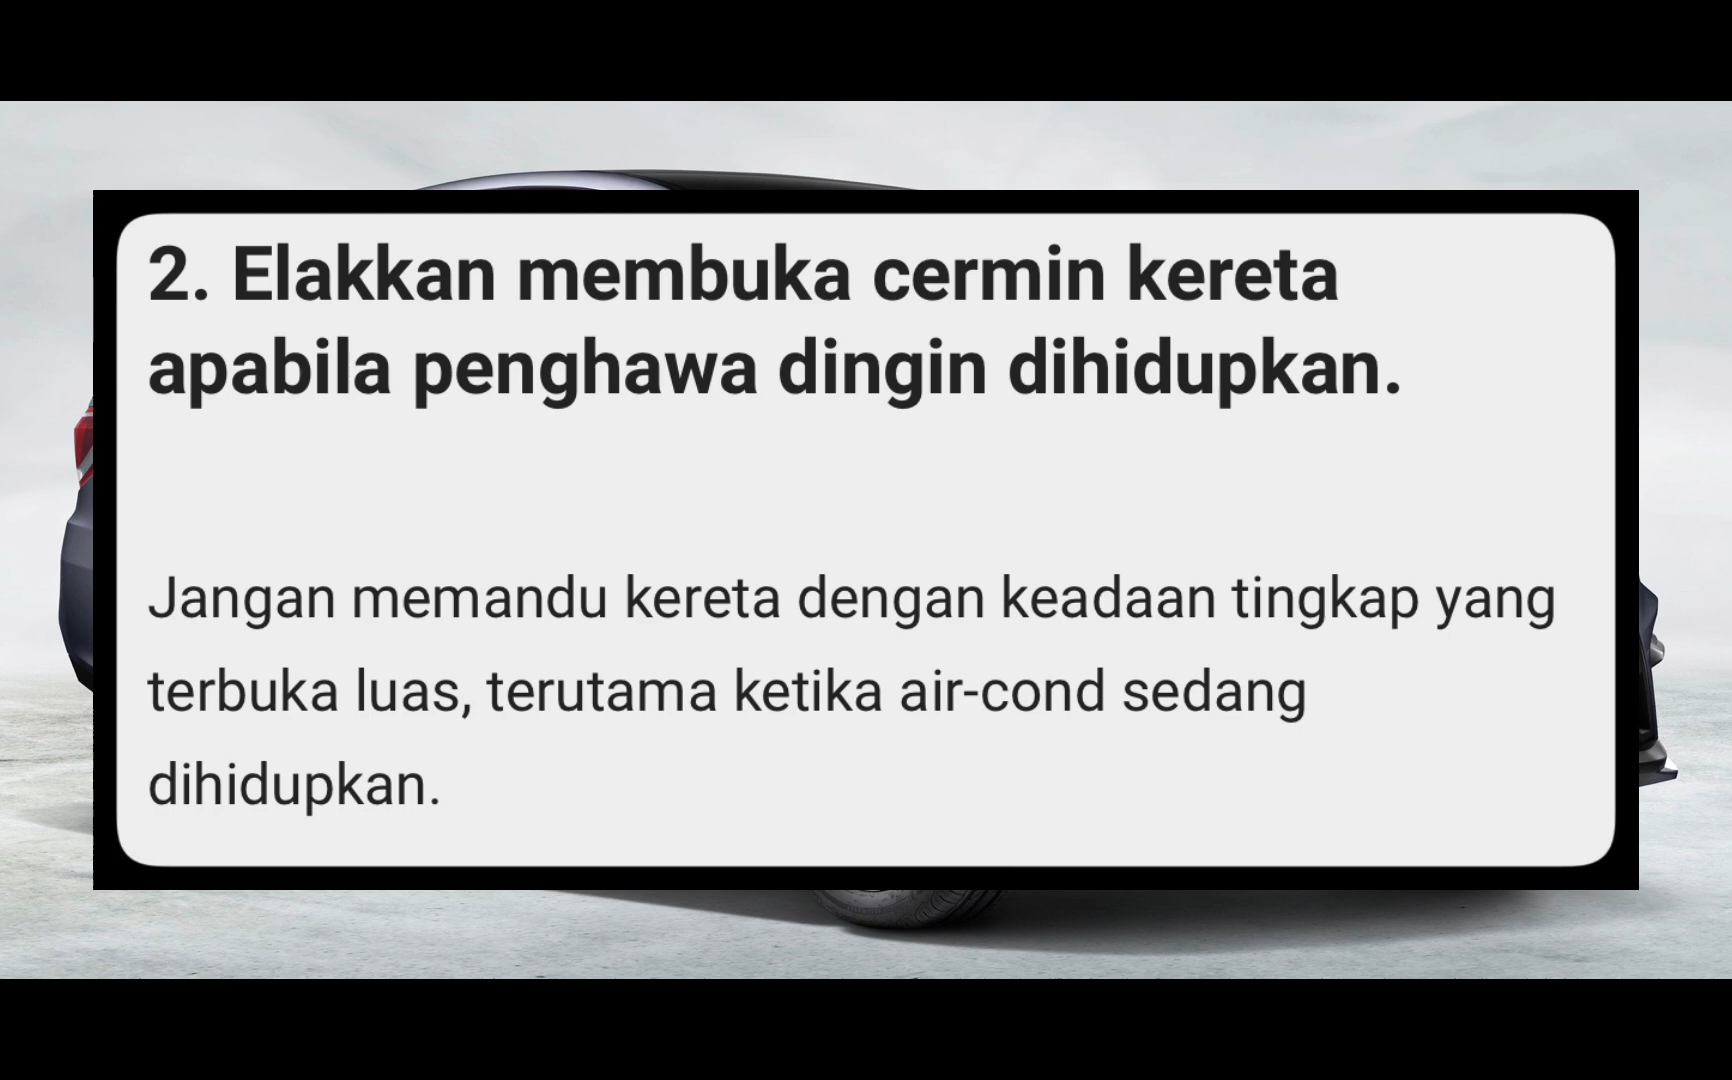 2. Elakkan membuka cermin kereta
apabila penghawa dingin dihidupkan.
Jangan memandu kereta dengan keadaan tingkap yang
terbuka luas, terutama ketika air-cond sedang
dihidupkan.